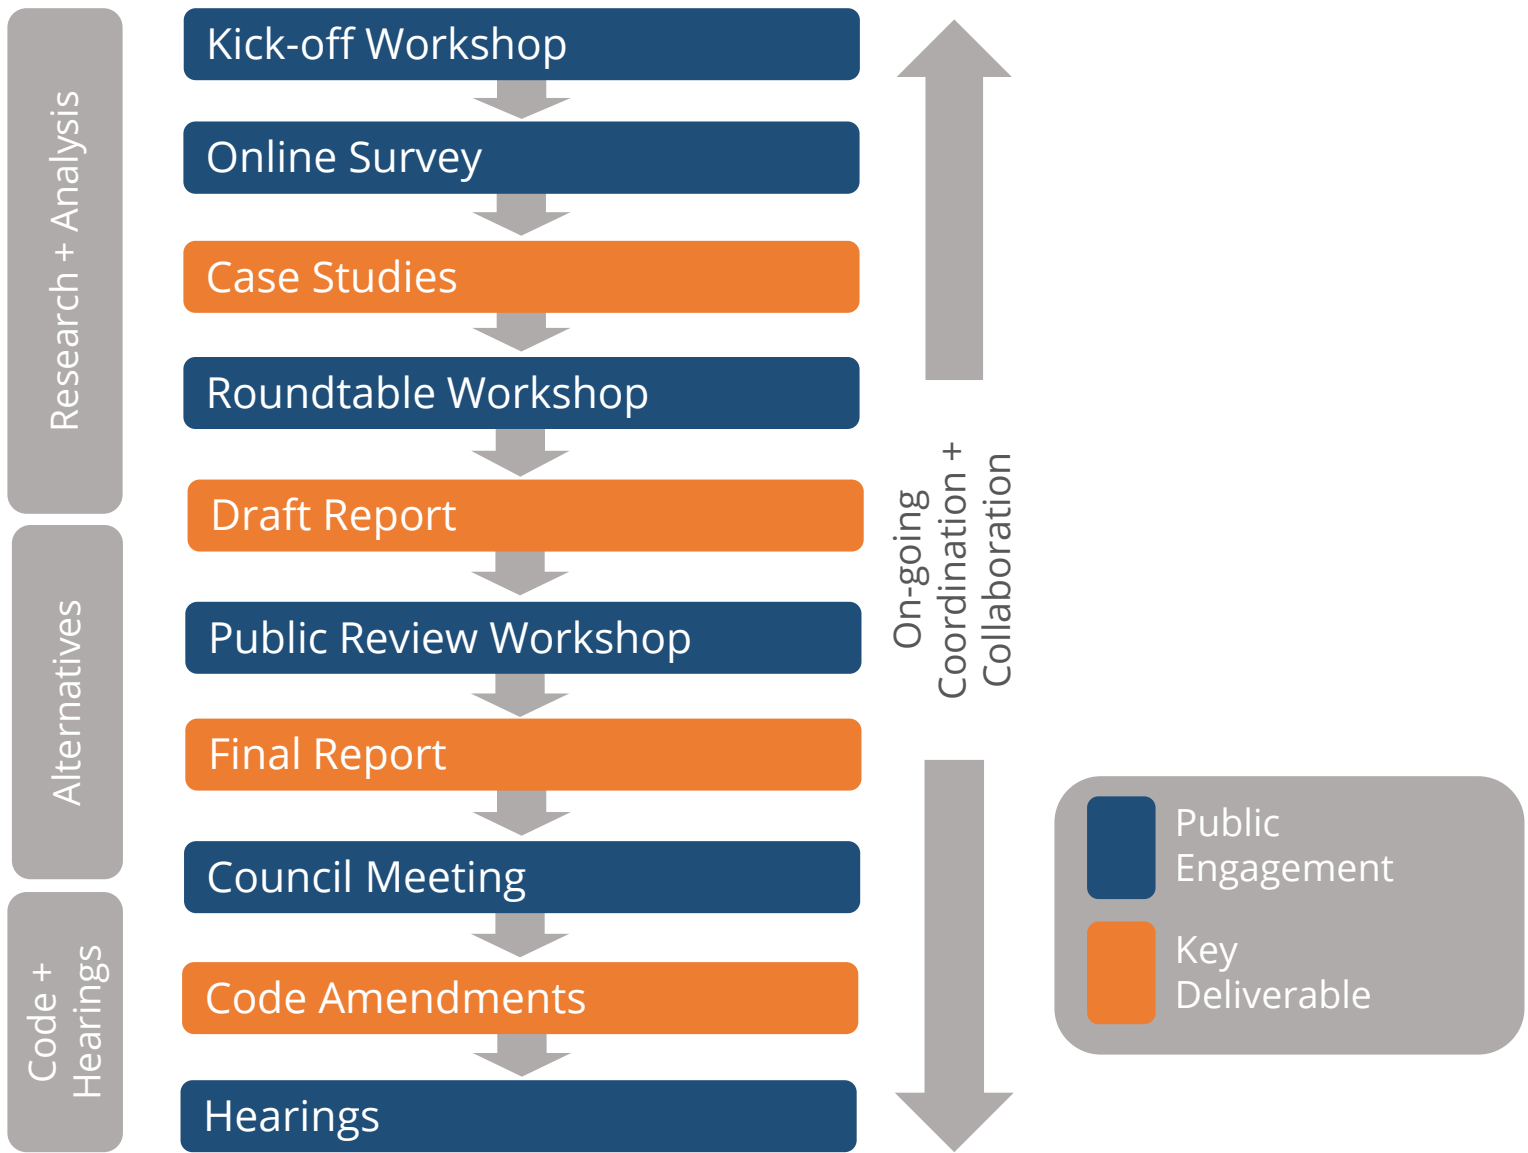 Research + Analysis
Kick-off Workshop
Online Survey
Case Studies
Roundtable Workshop
Draft Report
Alternatives
Public Review Workshop
Final Report
Council Meeting
Code +
Hearings
Code Amendments
Hearings
On-going
Coordination +
Collaboration
Public
Engagement
Key
Deliverable